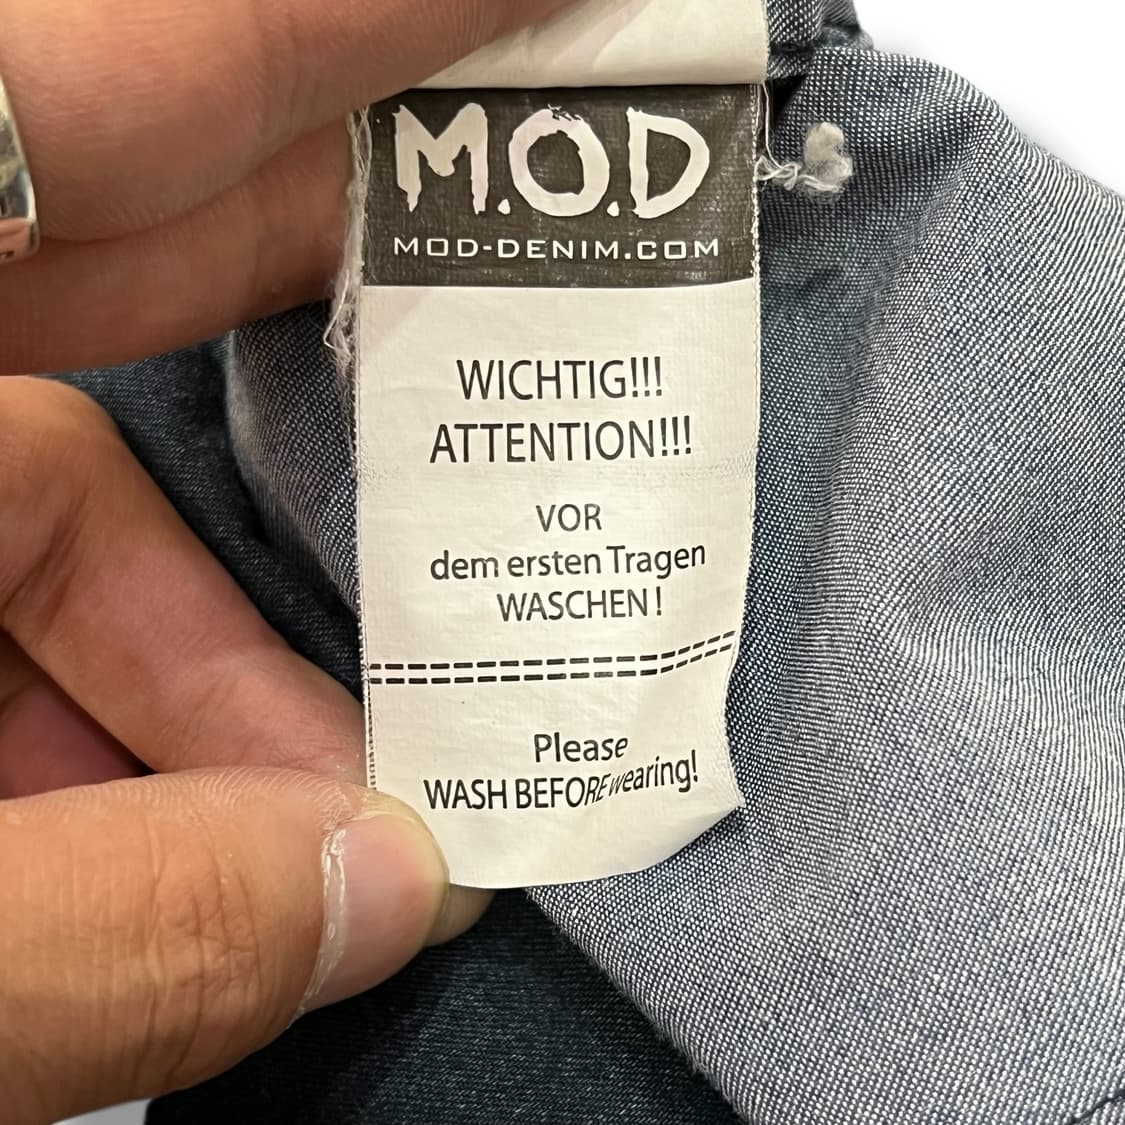 M.O.D
MOD-DENIM.COM
WICHTIG!!!
ATTENTION!!!
VOR
dem ersten Tragen
WASCHEN!
Please
WASH BEFORE wearing!